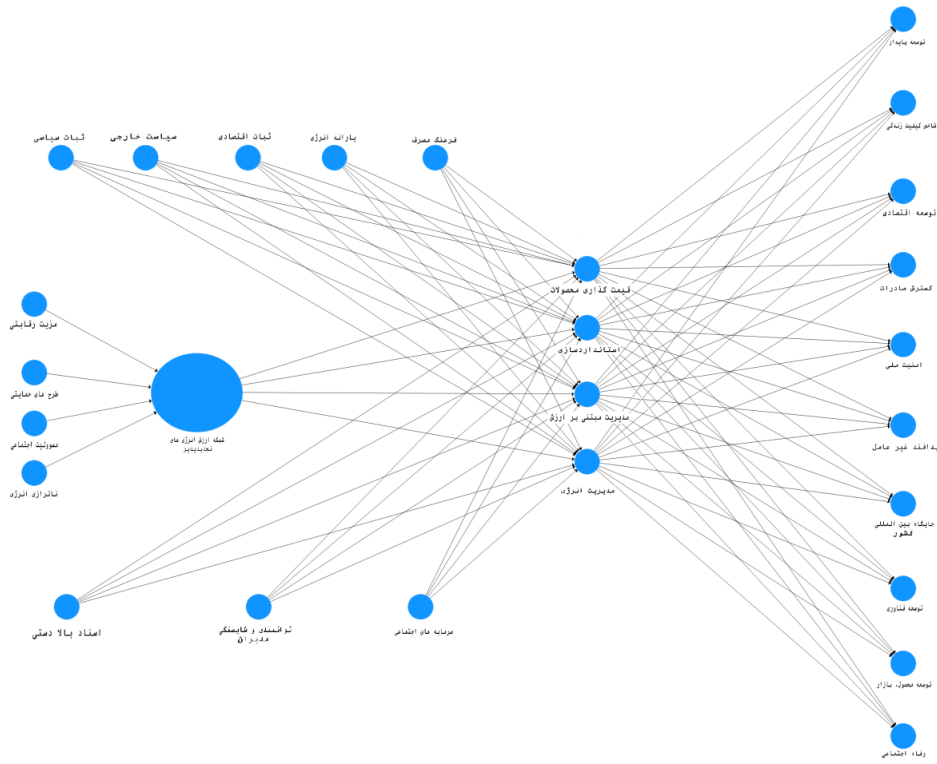 توسعه پایدار
شاخص کیفیت زندگی
ثبات سیاسی
سیاست خارجی
ثبات اقتصادی
یارانه انرژی
فرهنگ مصرف
توسعه اقتصادی
قیمت گذاری محصولات
گسترش صادرات
مزیت رقابتی
استانداردسازی
امنیت ملی
طرح های حمایتی
مدیریت مبتنی بر ارزش
مسوولیت اجتماعی
شبکه ارزش انرژی های
تجدیدپذیر
پدافند غیر عامل
ناترازی انرژی
مدیریت انرژی
جایگاه بین المللی
کشور
توسعه فناوری
اسناد بالا دستی
توانمندی و شایستگی
مدیران
سرمایه های اجتماعی
توسعه محصول، بازار
رفاه اجتماعی